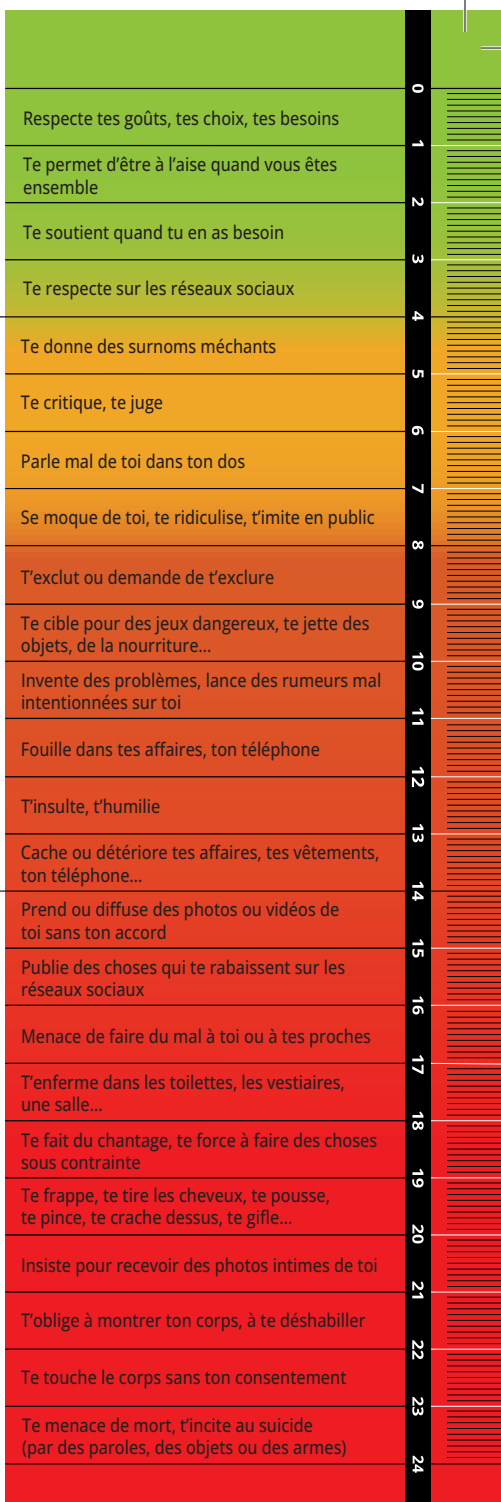 0
Respecte tes goûts, tes choix, tes besoins
1
Te permet d'être à l'aise quand vous êtes
ensemble
2
Te soutient quand tu en as besoin
3
Te respecte sur les réseaux sociaux
4
Te donne des surnoms méchants
5
Te critique, te juge
6
Parle mal de toi dans ton dos
7
Se moque de toi, te ridiculise, t'imite en public
8
T'exclut ou demande de t'exclure
9
Te cible pour des jeux dangereux, te jette des
objets, de la nourriture...
10
Invente des problèmes, lance des rumeurs mal
intentionnées sur toi
11
Fouille dans tes affaires, ton téléphone
12
T'insulte, t'humilie
13
Cache ou détériore tes affaires, tes vêtements,
ton téléphone...
14
Prend ou diffuse des photos ou vidéos de
toi sans ton accord
15
Publie des choses qui te rabaissent sur les
réseaux sociaux
16
Menace de faire du mal à toi ou à tes proches
17
T'enferme dans les toilettes, les vestiaires,
une salle...
18
Te fait du chantage, te force à faire des choses
sous contrainte
19
Te frappe, te tire les cheveux, te pousse,
te pince, te crache dessus, te gifle...
20
Insiste pour recevoir des photos intimes de toi
21
T'oblige à montrer ton corps, à te déshabiller
22
Te touche le corps sans ton consentement
23
Te menace de mort, t'incite au suicide
(par des paroles, des objets ou des armes)
24